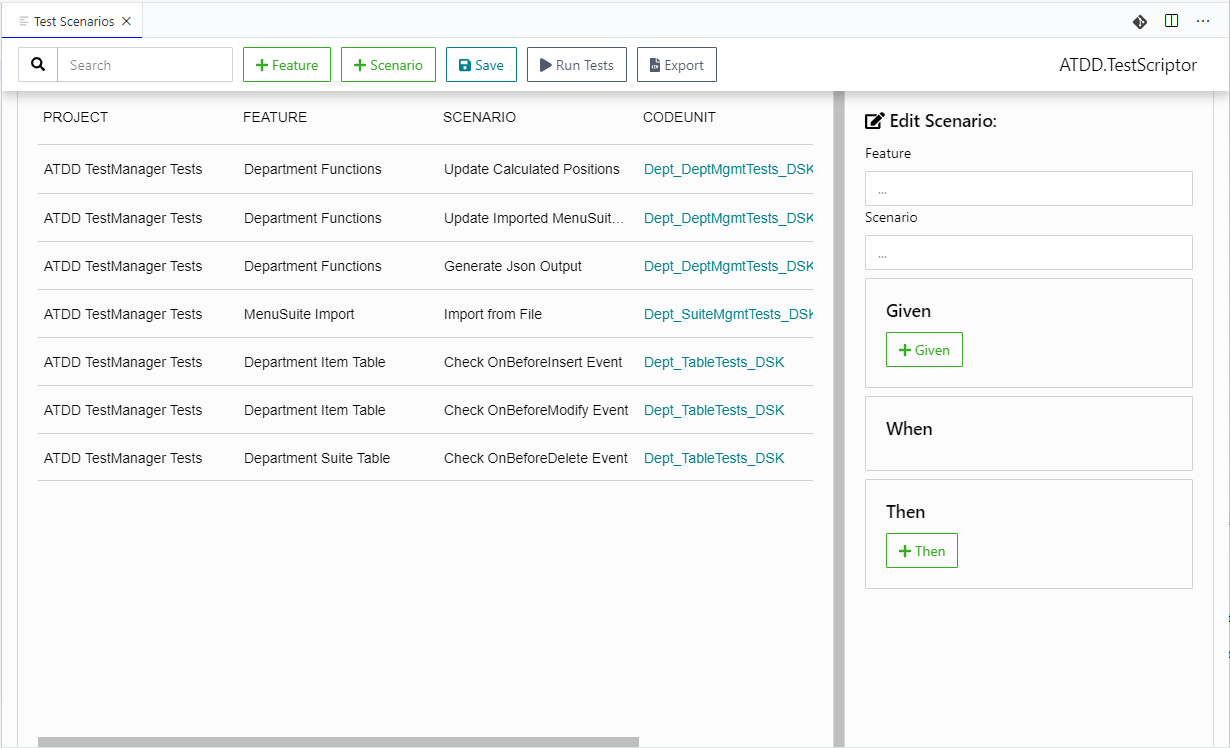 Test Scenarios
Search
Feature
Scenario
Save
Run Tests
Export
ATDD.TestScriptor
PROJECT FEATURE SCENARIO CODEUNIT
ATDD TestManager Tests Department Functions Update Calculated Positions Dept_DeptMgmtTests_DSK
ATDD TestManager Tests Department Functions Update Imported MenuSuit... Dept_DeptMgmtTests_DSK
ATDD TestManager Tests Department Functions Generate Json Output Dept_DeptMgmtTests_DSK
ATDD TestManager Tests MenuSuite Import Import from File Dept_SuiteMgmtTests_DSK
ATDD TestManager Tests Department Item Table Check OnBeforeInsert Event Dept_TableTests_DSK
ATDD TestManager Tests Department Item Table Check OnBeforeModify Event Dept_TableTests_DSK
ATDD TestManager Tests Department Suite Table Check OnBeforeDelete Event Dept_TableTests_DSK
Edit Scenario:
Feature
...
Scenario
...
Given
Given
When
Then
Then